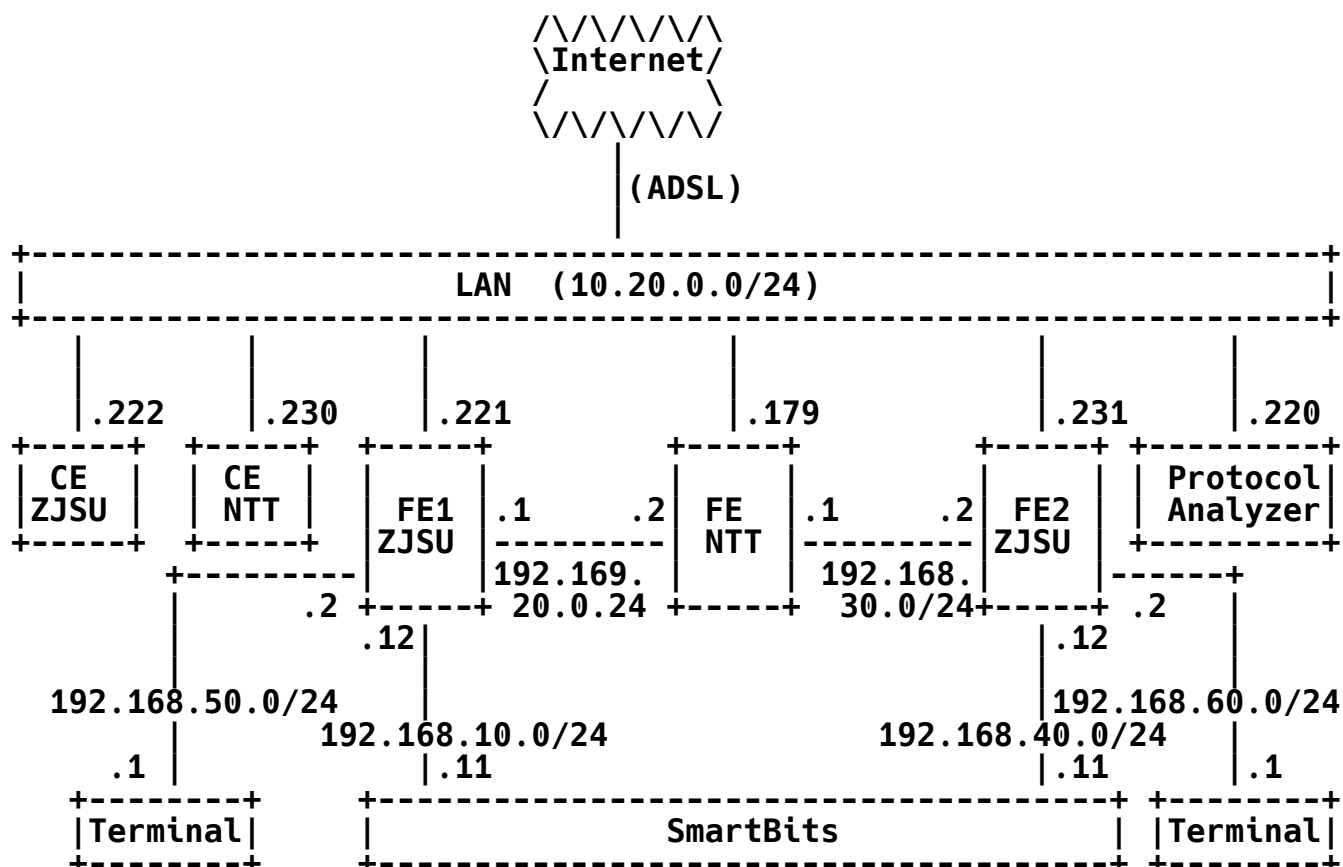 Internet
(ADSL)
LAN (10.20.0.0/24)
.222 .230 .221 .179 .231 .220
CE CE Protocol
ZJSU NTT FE1 .1 .2 FE .1 .2 FE2 Analyzer
ZJSU NTT ZJSU
192.169. 192.168.
.2 20.0.24 30.0/24 .2
.12 .12
192.168.50.0/24 192.168.60.0/24
192.168.10.0/24 192.168.40.0/24
.1 .11 .11 .1
Terminal SmartBits Terminal